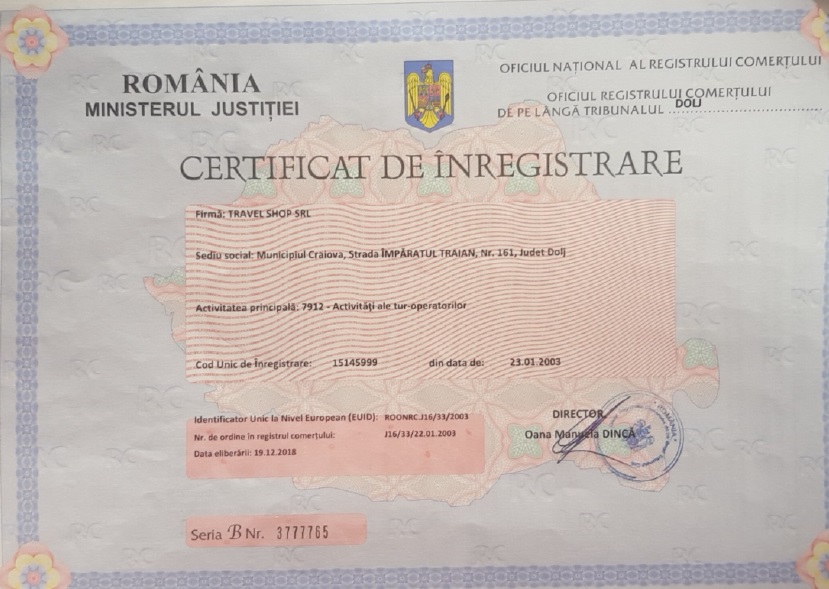 ROMÂNIA
MINISTERUL JUSTIȚIEI
OFICIUL NAȚIONAL AL REGISTRULUI COMERȚULUI
OFICIUL REGISTRULUI COMERȚULUI
DE PE LÂNGĂ TRIBUNALUL DOLJ
CERTIFICAT DE ÎNREGISTRARE
Firmă: TRAVEL SHOP SRL
Sediu social: Municipiul Craiova, Strada ÎMPĂRATUL TRAIAN, Nr. 161, Judet Dolj
Activitatea principală: 7912 - Activități ale tur-operatorilor
Cod Unic de Înregistrare: 15145999 din data de: 23.01.2003
Identificator Unic la Nivel European (EUID): ROONRC.J16/33/2003
Nr. de ordine în registrul comerțului: J16/33/22.01.2003
Data eliberării: 19.12.2018
DIRECTOR,
Oana Manuela DINCĂ
ROMÂNIA
Seria B Nr. 3777765